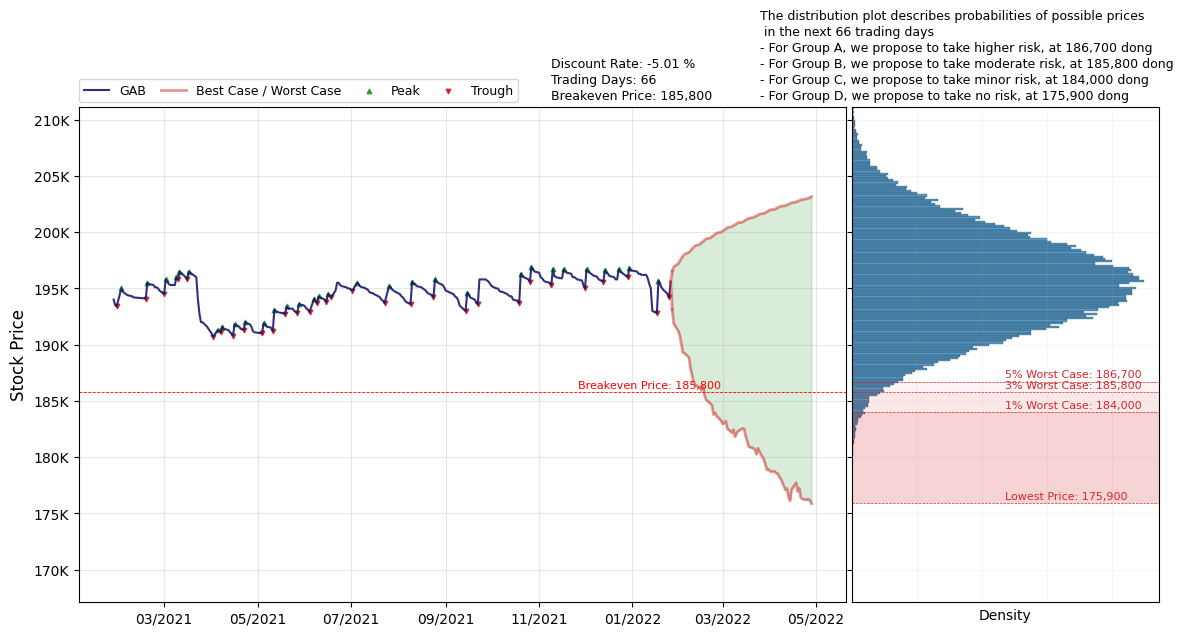 The distribution plot describes probabilities of possible prices
in the next 66 trading days
- For Group A, we propose to take higher risk, at 186,700 dong
- For Group B, we propose to take moderate risk, at 185,800 dong
- For Group C, we propose to take minor risk, at 184,000 dong
- For Group D, we propose to take no risk, at 175,900 dong
Discount Rate: -5.01 %
Trading Days: 66
Breakeven Price: 185,800
GAB
Best Case / Worst Case
Peak
Trough
Stock Price
210K
205K
200K
195K
190K
185K
180K
175K
170K
Breakeven Price: 185,800
5% Worst Case: 186,700
3% Worst Case: 185,800
1% Worst Case: 184,000
Lowest Price: 175,900
03/2021
05/2021
07/2021
09/2021
11/2021
01/2022
03/2022
05/2022
Density